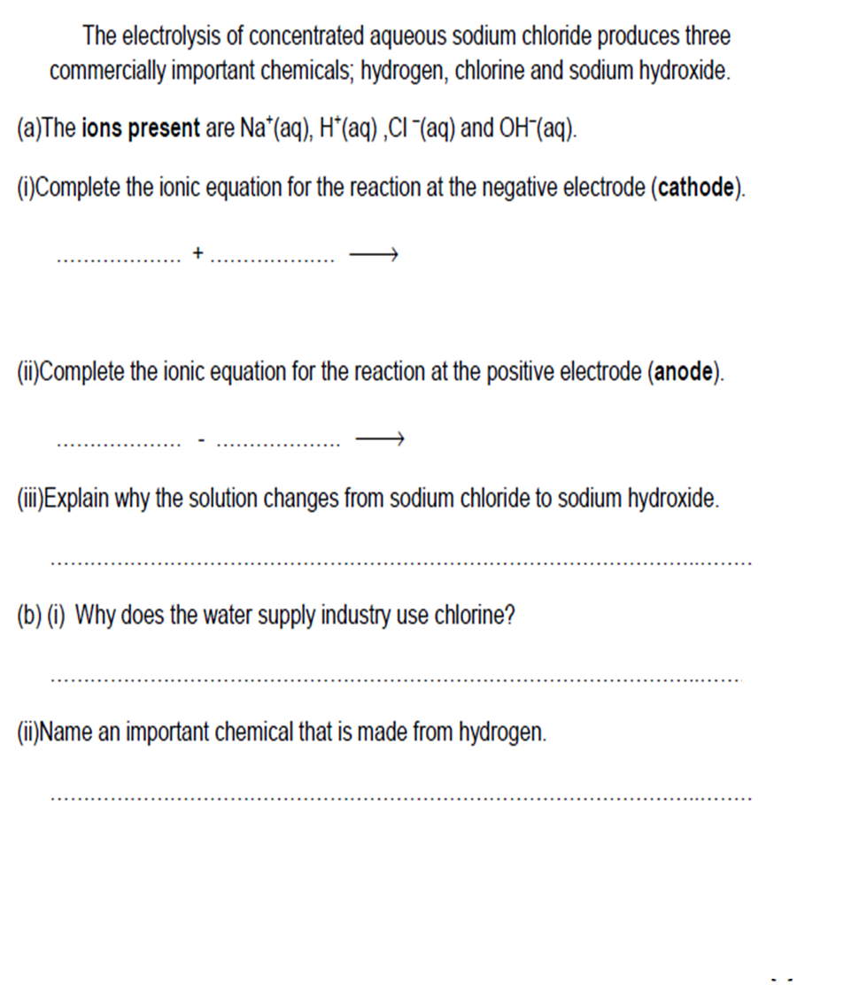 The electrolysis of concentrated aqueous sodium chloride produces three
commercially important chemicals; hydrogen, chlorine and sodium hydroxide.
(a)The ions present are Na⁺(aq), H⁺(aq) ,Cl ⁻(aq) and OH⁻(aq).
(i)Complete the ionic equation for the reaction at the negative electrode (cathode).
................... + ................... ⟶
(ii)Complete the ionic equation for the reaction at the positive electrode (anode).
................... - ................... ⟶
(iii)Explain why the solution changes from sodium chloride to sodium hydroxide.
..........................................................................................................
(b) (i) Why does the water supply industry use chlorine?
........................................................................................................
(ii)Name an important chemical that is made from hydrogen.
..........................................................................................................